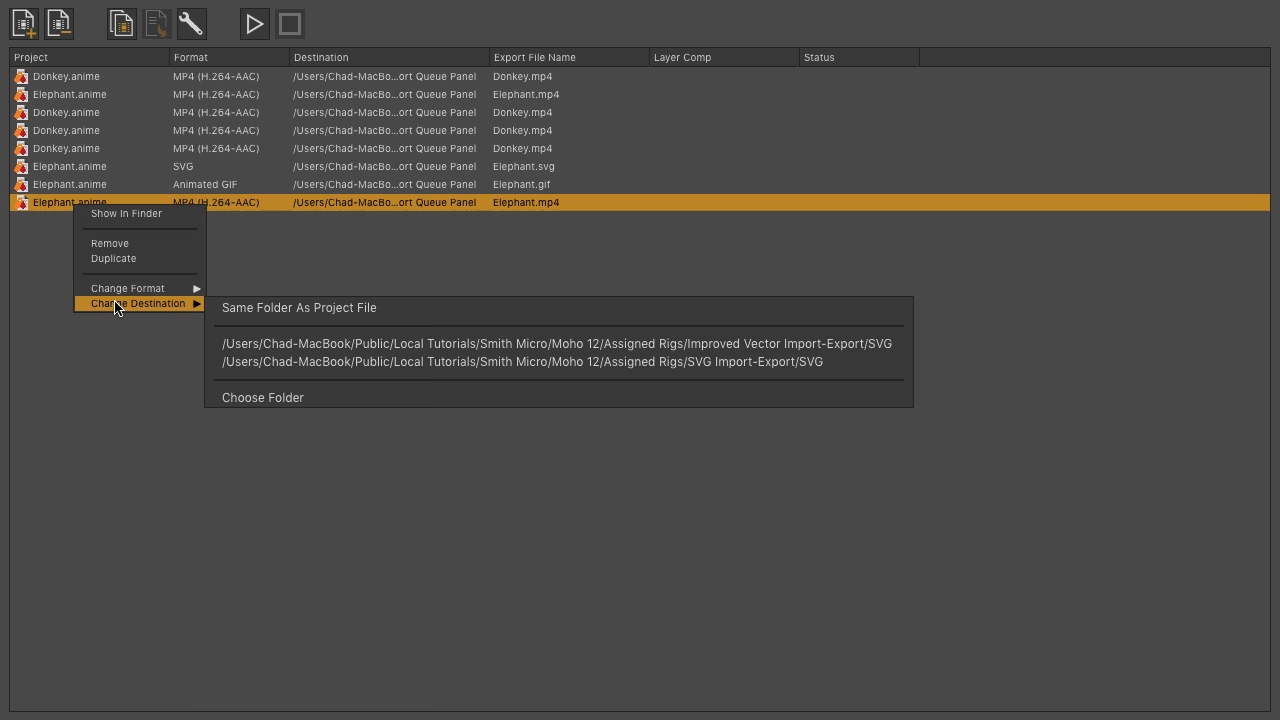 Project Format Destination Export File Name Layer Comp Status
Donkey.anime MP4 (H.264-AAC) /Users/Chad-MacBo...ort Queue Panel Donkey.mp4
Elephant.anime MP4 (H.264-AAC) /Users/Chad-MacBo...ort Queue Panel Elephant.mp4
Donkey.anime MP4 (H.264-AAC) /Users/Chad-MacBo...ort Queue Panel Donkey.mp4
Donkey.anime MP4 (H.264-AAC) /Users/Chad-MacBo...ort Queue Panel Donkey.mp4
Donkey.anime MP4 (H.264-AAC) /Users/Chad-MacBo...ort Queue Panel Donkey.mp4
Elephant.anime SVG /Users/Chad-MacBo...ort Queue Panel Elephant.svg
Elephant.anime Animated GIF /Users/Chad-MacBo...ort Queue Panel Elephant.gif
Elephant.anime MP4 (H.264-AAC) /Users/Chad-MacBo...ort Queue Panel Elephant.mp4
Show In Finder
Remove
Duplicate
Change Format
Change Destination
Same Folder As Project File
/Users/Chad-MacBook/Public/Local Tutorials/Smith Micro/Moho 12/Assigned Rigs/Improved Vector Import-Export/SVG
/Users/Chad-MacBook/Public/Local Tutorials/Smith Micro/Moho 12/Assigned Rigs/SVG Import-Export/SVG
Choose Folder